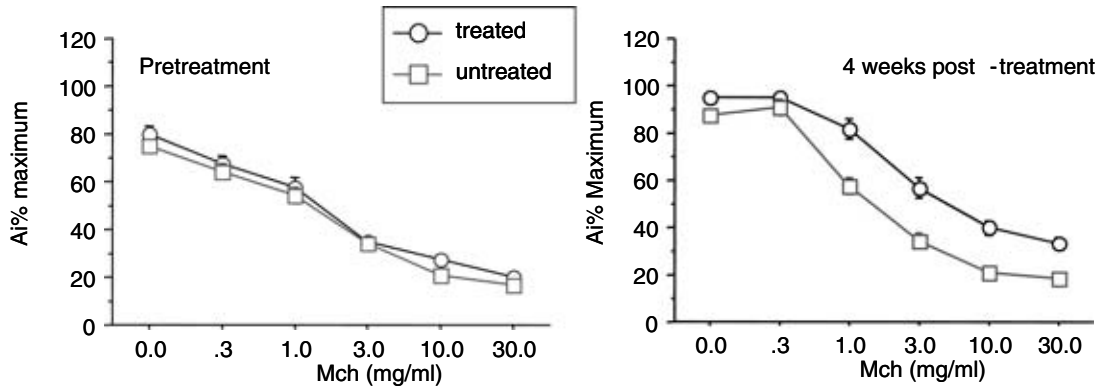 treated
untreated
Pretreatment
120
100
80
60
40
20
0
Ai% maximum
0.0 .3 1.0 3.0 10.0 30.0
Mch (mg/ml)
4 weeks post -treatment
120
100
80
60
40
20
0
Ai% Maximum
0.0 .3 1.0 3.0 10.0 30.0
Mch (mg/ml)